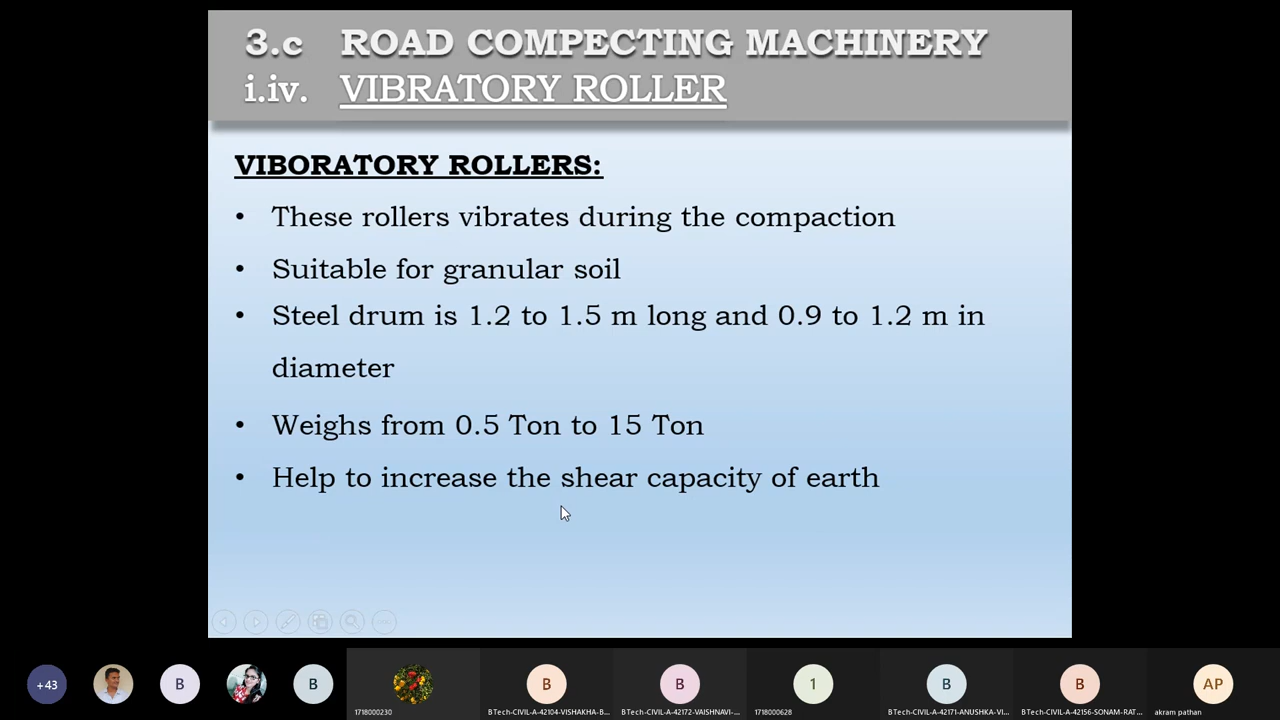 3.c ROAD COMPECTING MACHINERY
i.iv. VIBRATORY ROLLER
VIBORATORY ROLLERS:
• These rollers vibrates during the compaction
• Suitable for granular soil
• Steel drum is 1.2 to 1.5 m long and 0.9 to 1.2 m in
diameter
• Weighs from 0.5 Ton to 15 Ton
• Help to increase the shear capacity of earth
+43 B B B B 1 B B AP
1718000230 BTech-CIVIL-A-42104-VISHAKHA-B... BTech-CIVIL-A-42172-VAISHNAVI-... 1718000628 BTech-CIVIL-A-42171-ANUSHKA-VI... BTech-CIVIL-A-42156-SONAM-RAT... akram pathan